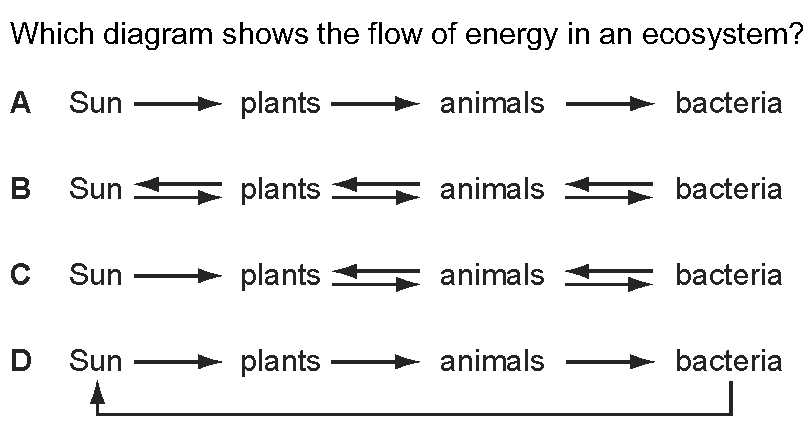 Which diagram shows the flow of energy in an ecosystem?
A Sun plants animals bacteria
B Sun plants animals bacteria
C Sun plants animals bacteria
D Sun plants animals bacteria